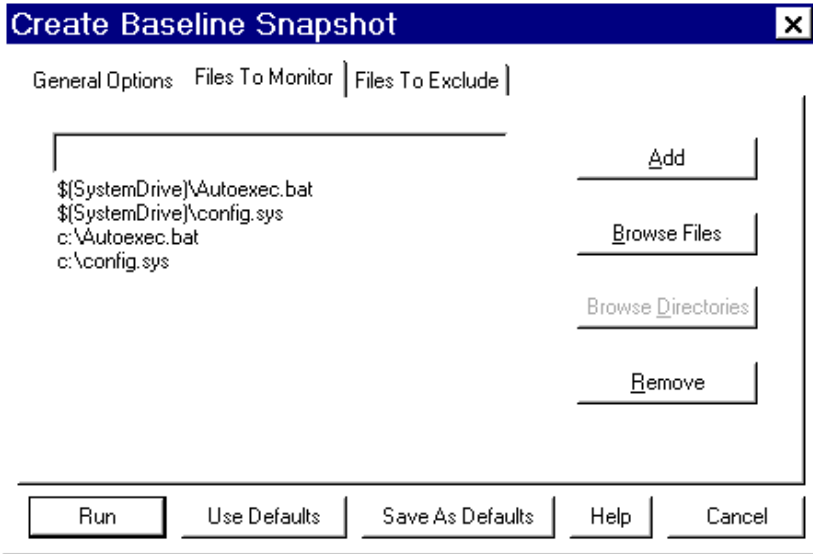 Create Baseline Snapshot
General Options Files To Monitor Files To Exclude
Add
$(SystemDrive)\Autoexec.bat
$(SystemDrive)\config.sys
c:\Autoexec.bat
c:\config.sys
Browse Files
Browse Directories
Remove
Run Use Defaults Save As Defaults Help Cancel